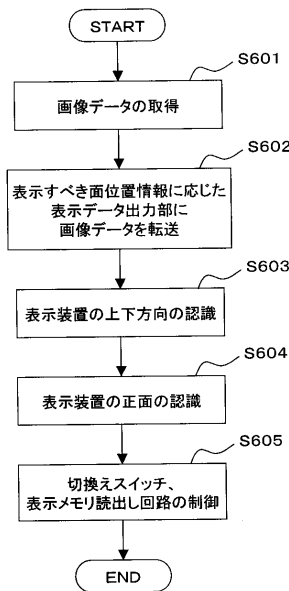 START
S601
画像データの取得
S602
表示すべき面位置情報に応じた
表示データ出力部に
画像データを転送
S603
表示装置の上下方向の認識
S604
表示装置の正面の認識
S605
切換えスイッチ、
表示メモリ読出し回路の制御
END